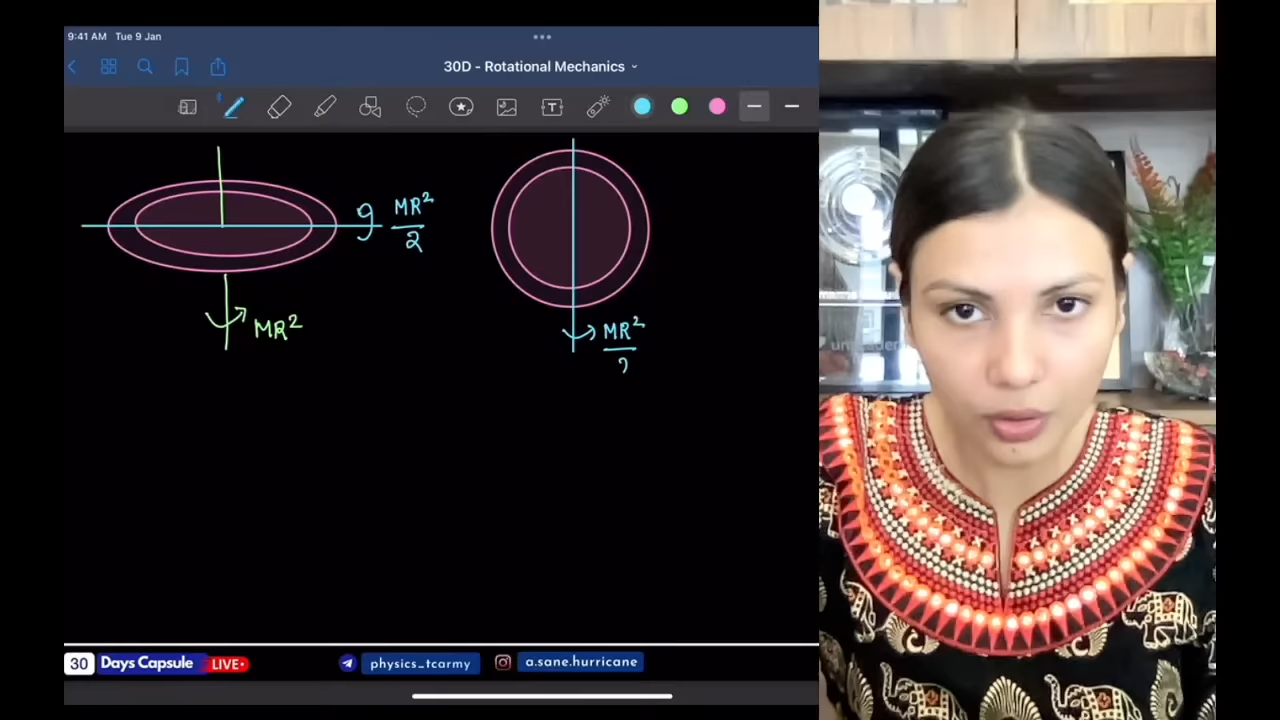 9:41 AM Tue 9 Jan
30D - Rotational Mechanics
MR²
2
MR²
MR²
2
30 Days Capsule LIVE
physics_tcarmy
a.sane.hurricane